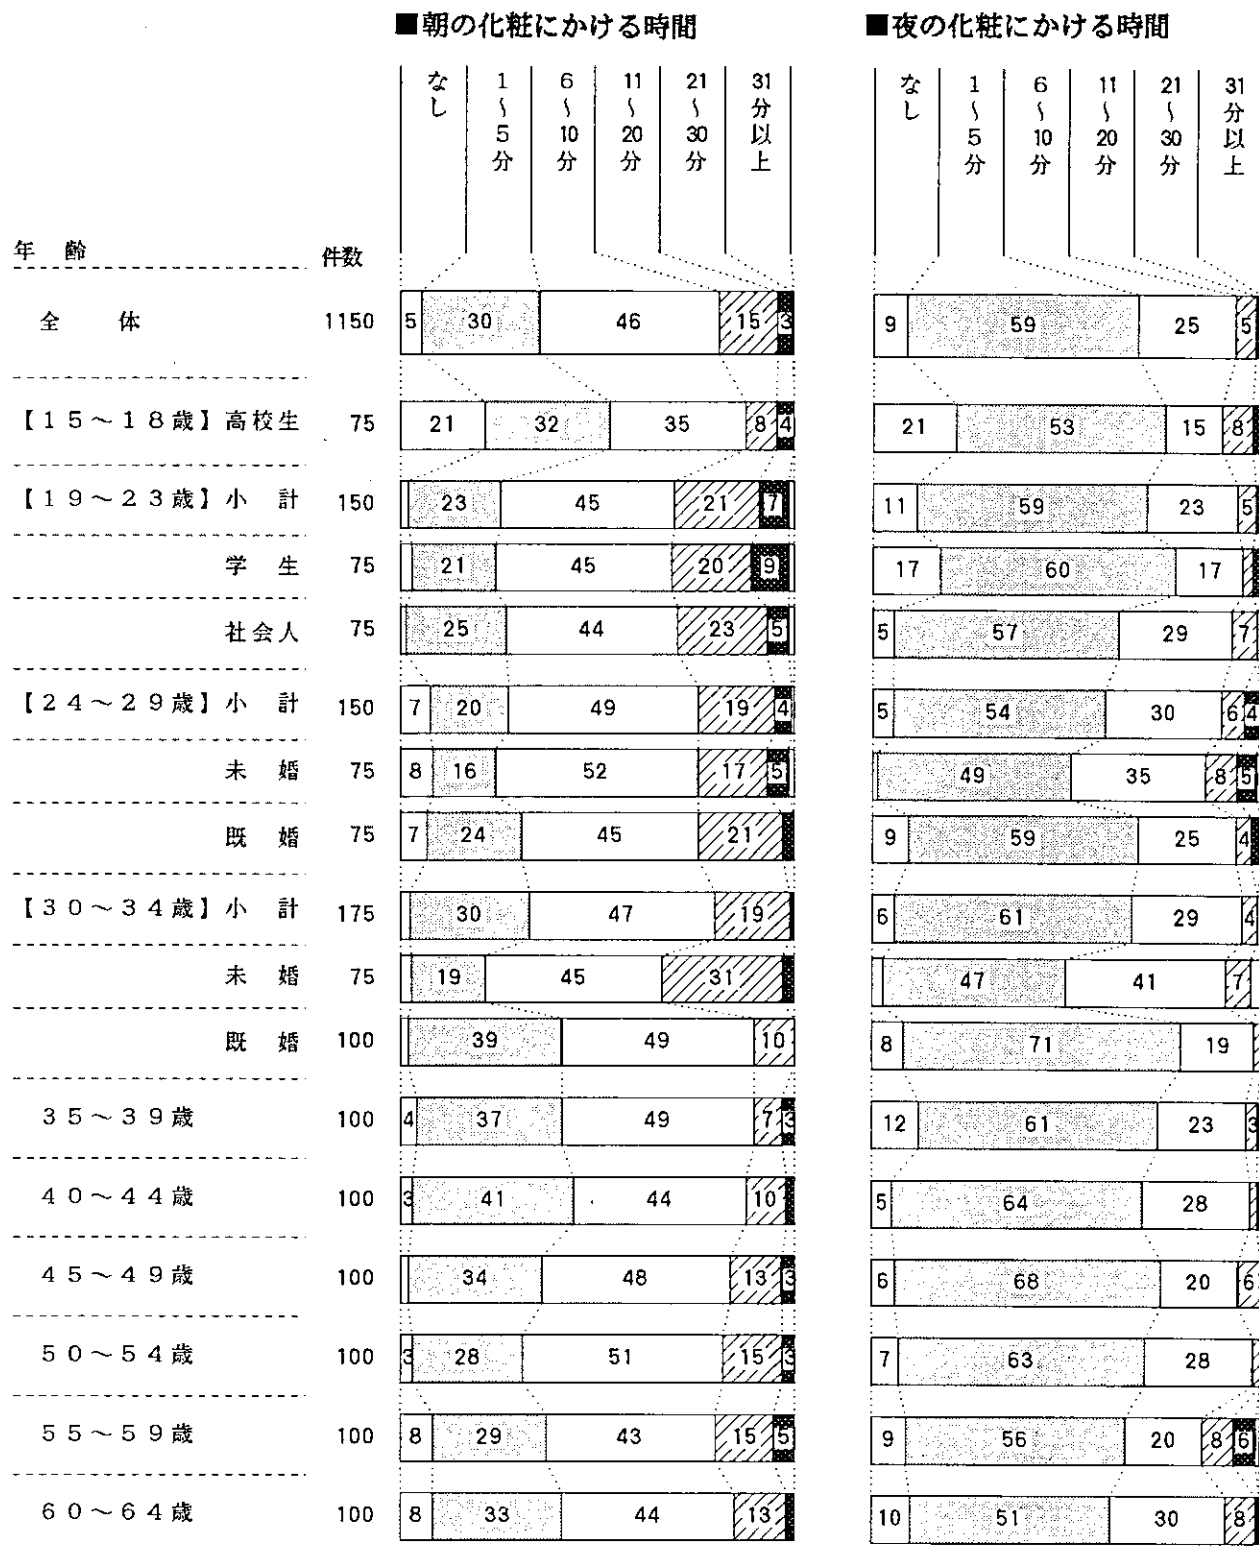 ■朝の化粧にかける時間 ■夜の化粧にかける時間
なし 1〜5分 6〜10分 11〜20分 21〜30分 31分以上 なし 1〜5分 6〜10分 11〜20分 21〜30分 31分以上
年齢 件数
全体 1150 5 30 46 15 3 9 59 25 5
【15〜18歳】高校生 75 21 32 35 8 4 21 53 15 8
【19〜23歳】小計 150 23 45 21 7 11 59 23 5
学生 75 21 45 20 9 17 60 17
社会人 75 25 44 23 5 5 57 29 7
【24〜29歳】小計 150 7 20 49 19 4 5 54 30 6 4
未婚 75 8 16 52 17 5 49 35 8 5
既婚 75 7 24 45 21 9 59 25 4
【30〜34歳】小計 175 30 47 19 6 61 29 4
未婚 75 19 45 31 47 41 7
既婚 100 39 49 10 8 71 19
35〜39歳 100 4 37 49 7 3 12 61 23 3
40〜44歳 100 3 41 44 10 5 64 28
45〜49歳 100 34 48 13 3 6 68 20 6
50〜54歳 100 3 28 51 15 3 7 63 28
55〜59歳 100 8 29 43 15 5 9 56 20 8 6
60〜64歳 100 8 33 44 13 10 51 30 8